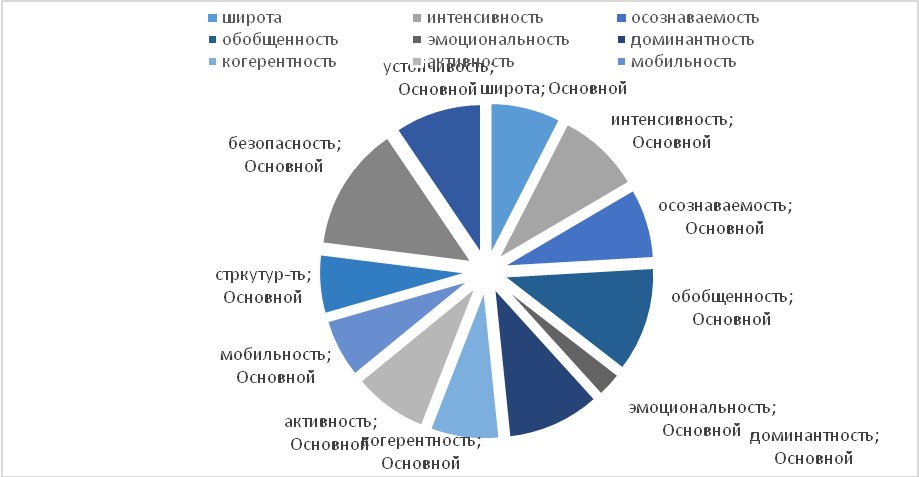 широта
интенсивность
осознаваемость
обобщенность
эмоциональность
доминантность
когерентность
активность
мобильность
устойчивость;
Основной
широта; Основной
интенсивность;
Основной
осознаваемость;
Основной
обобщенность;
Основной
эмоциональность;
Основной
доминантность;
Основной
когерентность;
Основной
активность;
Основной
мобильность;
Основной
стркутур-ть;
Основной
безопасность;
Основной